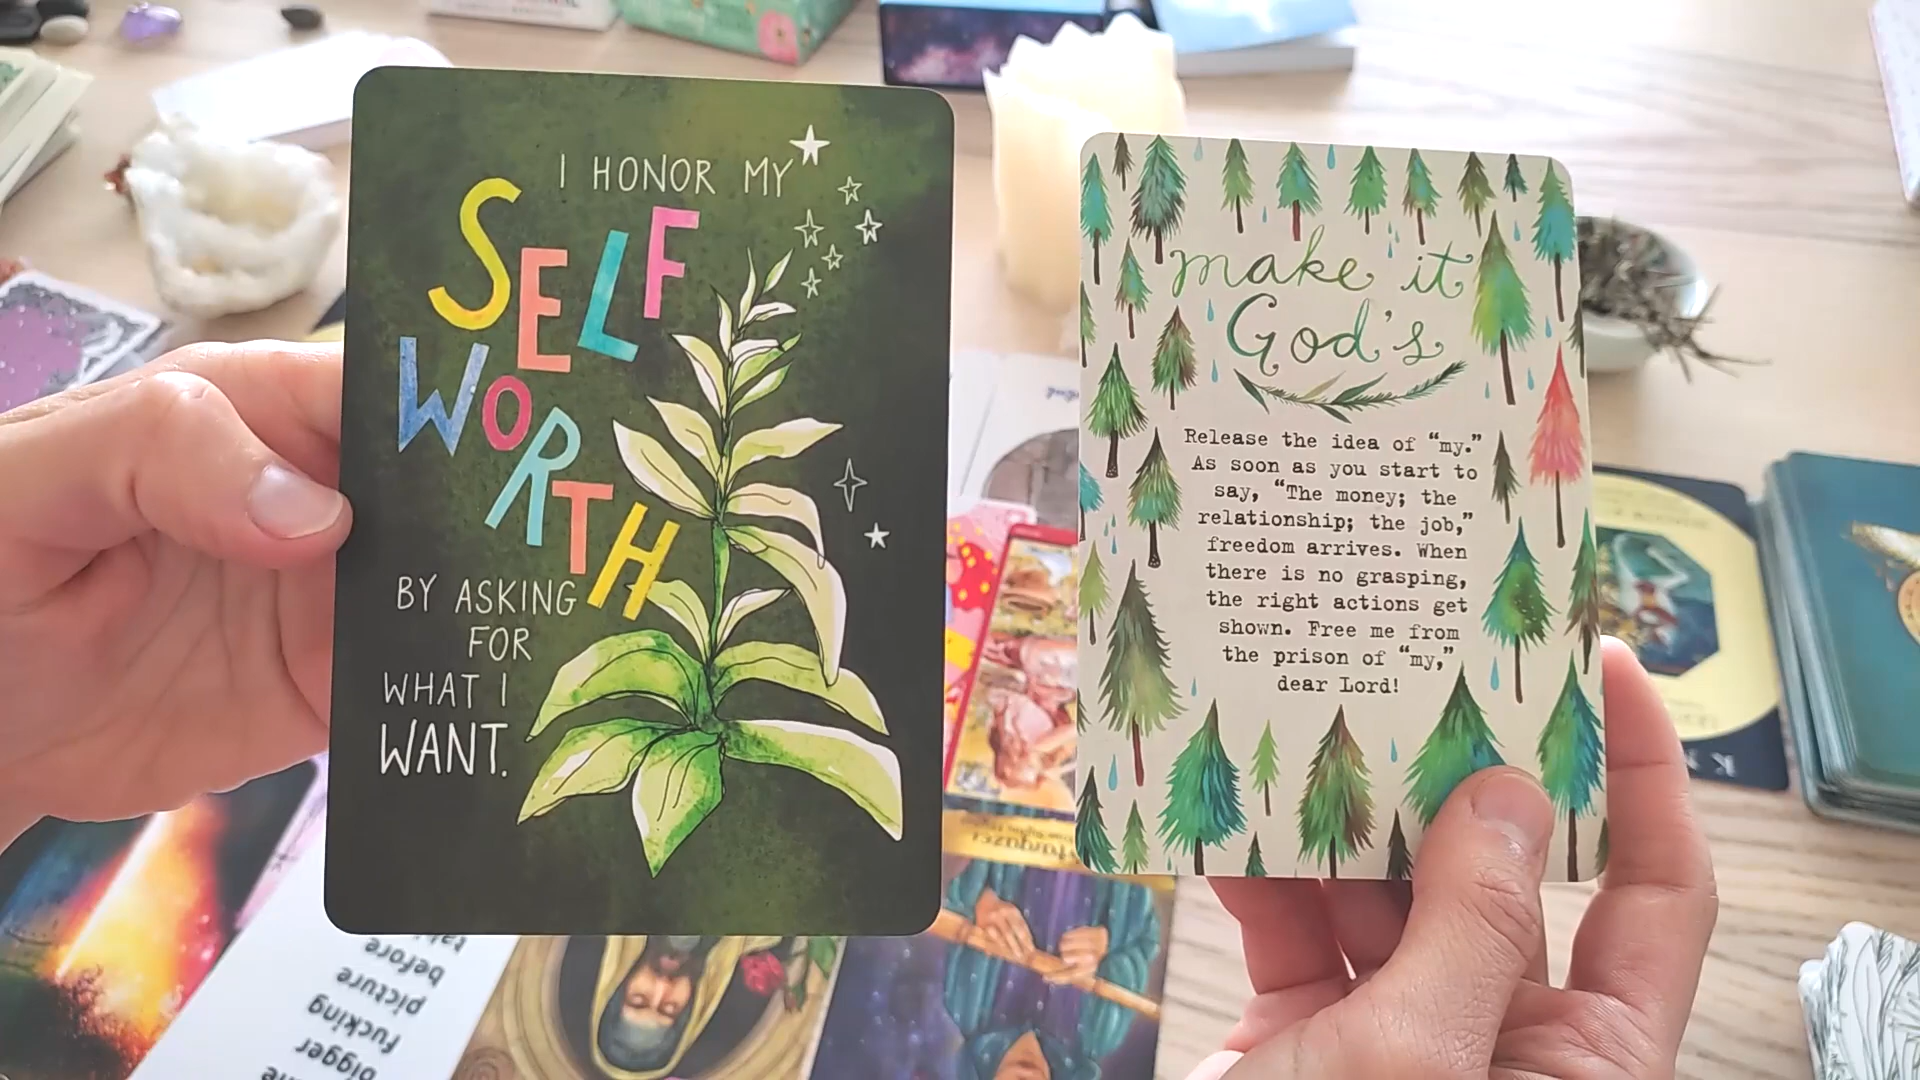 I HONOR MY
SELF
WORTH
BY ASKING
FOR
WHAT I
WANT.
make it
God's
Release the idea of “my.”
As soon as you start to
say, “The money; the
relationship; the job,”
freedom arrives. When
there is no grasping,
the right actions get
shown. Free me from
the prison of “my,”
dear Lord!
before
picture
fucking
bigger